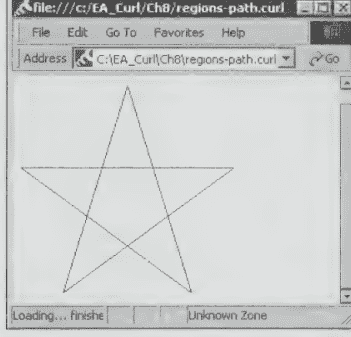 file:///c:/EA_Curl/Ch8/regions-path.curl
File Edit Go To Favorites Help
Address C:\EA_Curl\Ch8\regions-path.curl Go
Loading... finishe Unknown Zone